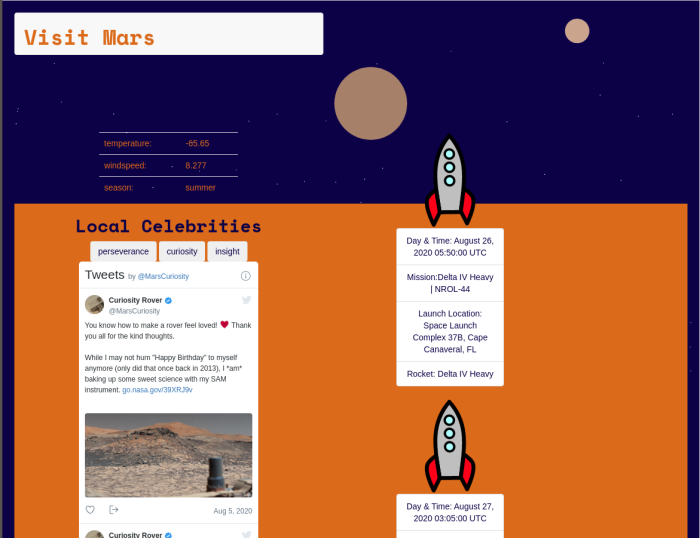 Visit Mars
temperature: -65.65
windspeed: 8.277
season: summer
Local Celebrities
perseverance curiosity insight
Tweets by @MarsCuriosity
Curiosity Rover
@MarsCuriosity
You know how to make a rover feel loved! ❤ Thank
you all for the kind thoughts.
While I may not hum "Happy Birthday" to myself
anymore (only did that once back in 2013), I *am*
baking up some sweet science with my SAM
instrument. go.nasa.gov/39XRJ9v
Aug 5, 2020
Curiosity Rover
Day & Time: August 26,
2020 05:50:00 UTC
Mission:Delta IV Heavy
| NROL-44
Launch Location:
Space Launch
Complex 37B, Cape
Canaveral, FL
Rocket: Delta IV Heavy
Day & Time: August 27,
2020 03:05:00 UTC